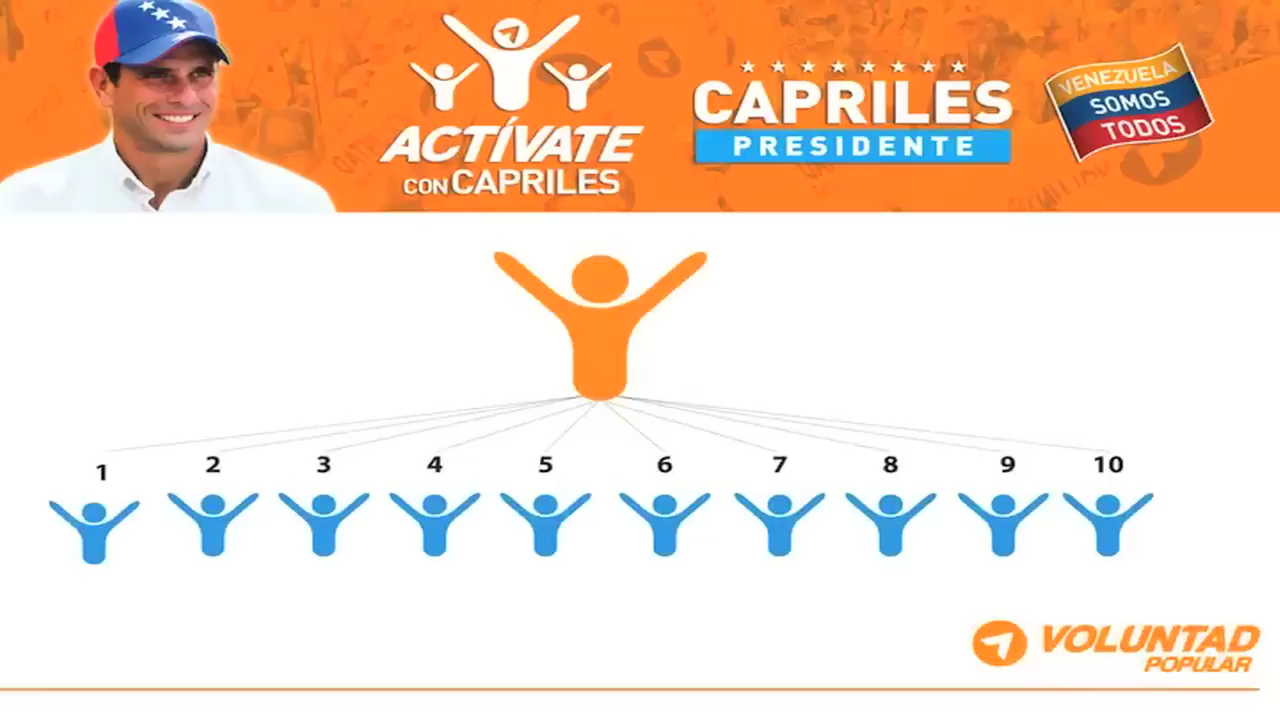 ACTÍVATE
CON CAPRILES
CAPRILES
PRESIDENTE
VENEZUELA
SOMOS
TODOS
1 2 3 4 5 6 7 8 9 10
VOLUNTAD
POPULAR